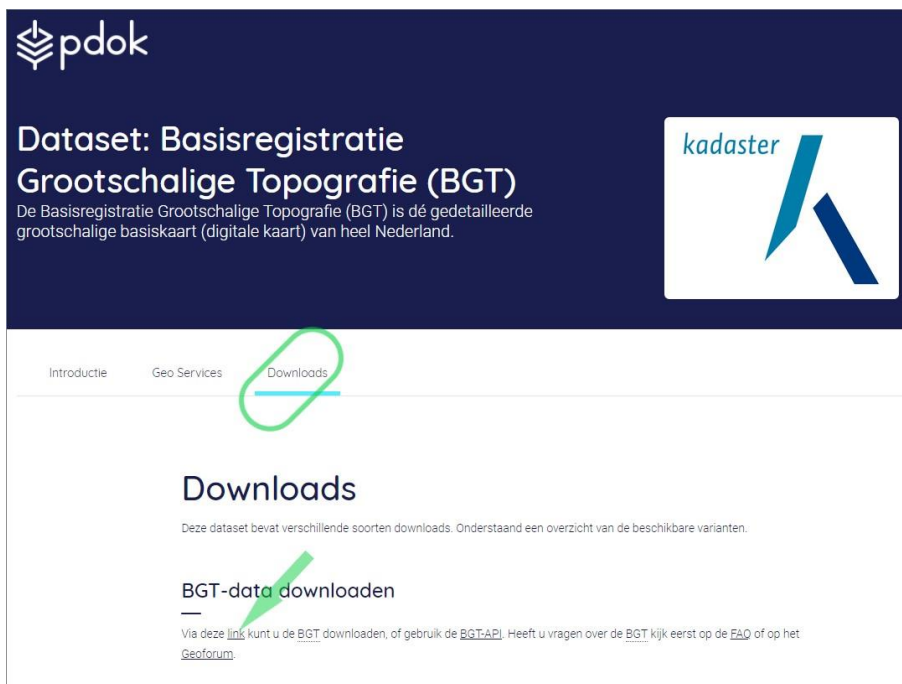 pdok
Dataset: Basisregistratie
Grootschalige Topografie (BGT)
De Basisregistratie Grootschalige Topografie (BGT) is dé gedetailleerde
grootschalige basiskaart (digitale kaart) van heel Nederland.
kadaster
Introductie Geo Services Downloads
Downloads
Deze dataset bevat verschillende soorten downloads. Onderstaand een overzicht van de beschikbare varianten.
BGT-data downloaden
Via deze link kunt u de BGT downloaden, of gebruik de BGT-API. Heeft u vragen over de BGT kijk eerst op de FAQ of op het
Geoforum.